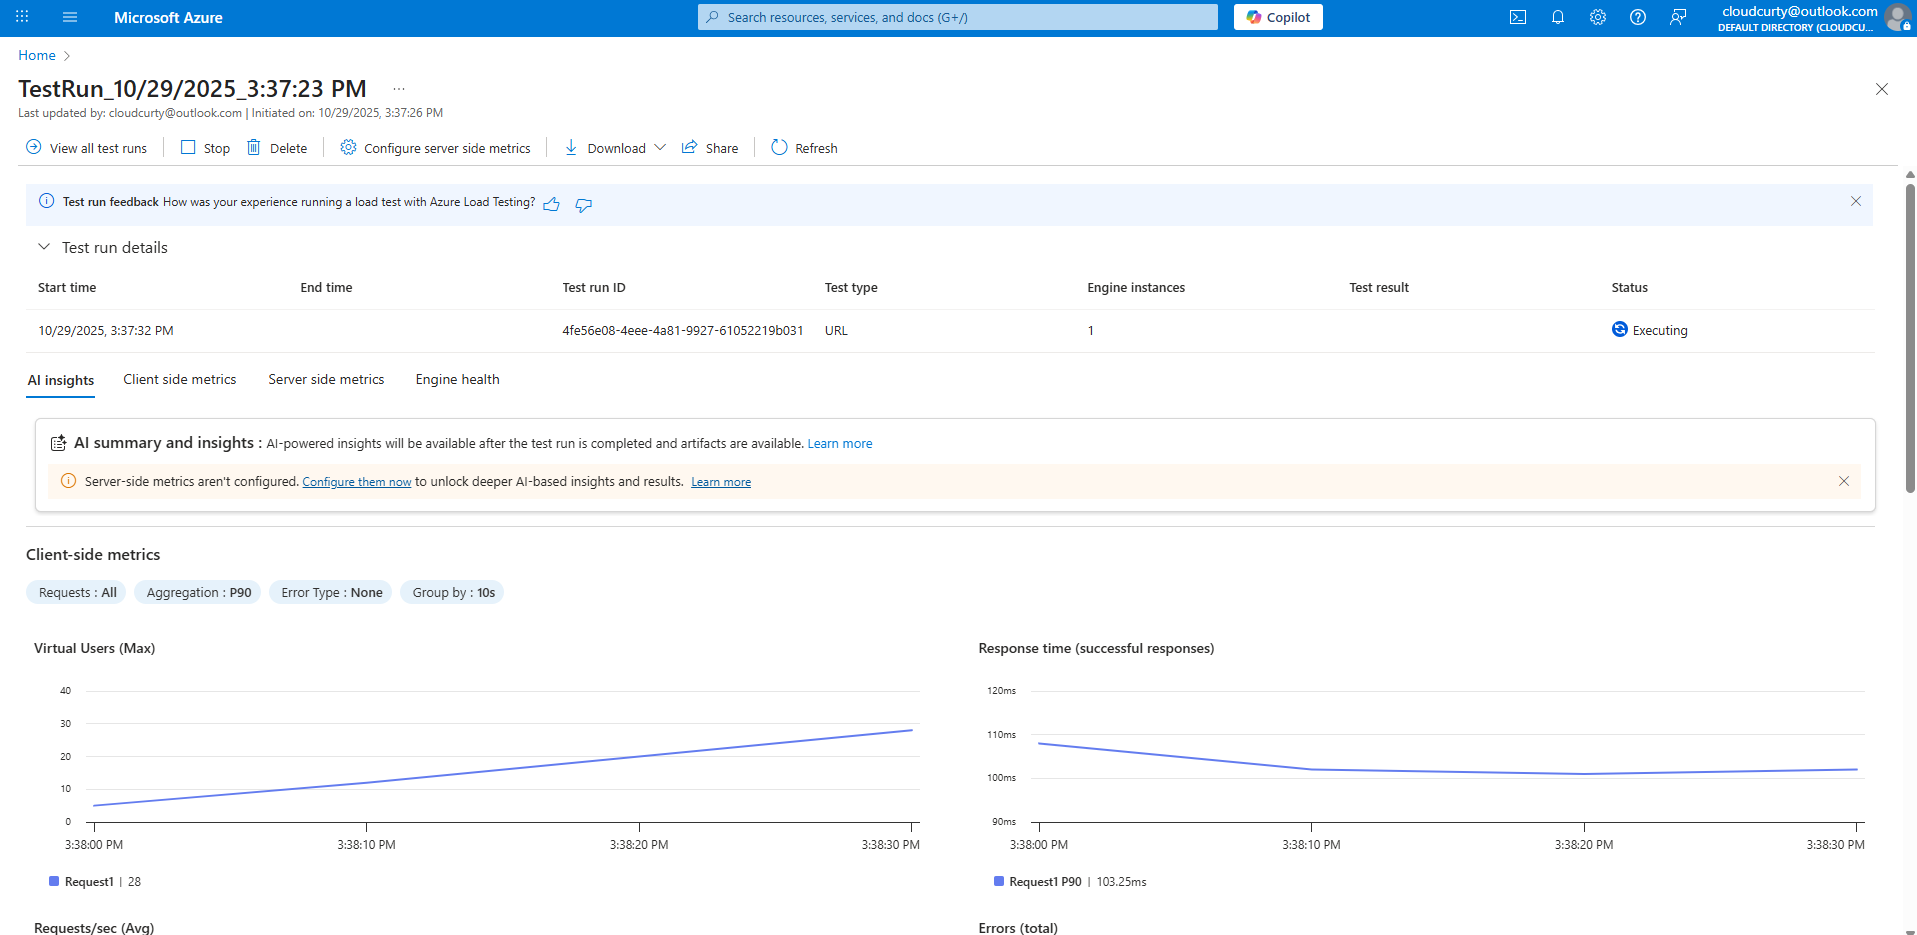 Microsoft Azure
Search resources, services, and docs (G+/)
Copilot
cloudcurty@outlook.com
DEFAULT DIRECTORY (CLOUDCU...
Home
TestRun_10/29/2025_3:37:23 PM ...
Last updated by: cloudcurty@outlook.com | Initiated on: 10/29/2025, 3:37:26 PM
View all test runs Stop Delete Configure server side metrics Download Share Refresh
Test run feedback How was your experience running a load test with Azure Load Testing?
Test run details
Start time End time Test run ID Test type Engine instances Test result Status
10/29/2025, 3:37:32 PM 4fe56e08-4eee-4a81-9927-61052219b031 URL 1 Executing
AI insights Client side metrics Server side metrics Engine health
AI summary and insights : AI-powered insights will be available after the test run is completed and artifacts are available. Learn more
Server-side metrics aren't configured. Configure them now to unlock deeper AI-based insights and results. Learn more
Client-side metrics
Requests : All Aggregation : P90 Error Type : None Group by : 10s
Virtual Users (Max)
40
30
20
10
0
3:38:00 PM 3:38:10 PM 3:38:20 PM 3:38:30 PM
Request1 | 28
Response time (successful responses)
120ms
110ms
100ms
90ms
3:38:00 PM 3:38:10 PM 3:38:20 PM 3:38:30 PM
Request1 P90 | 103.25ms
Requests/sec (Avg)
Errors (total)